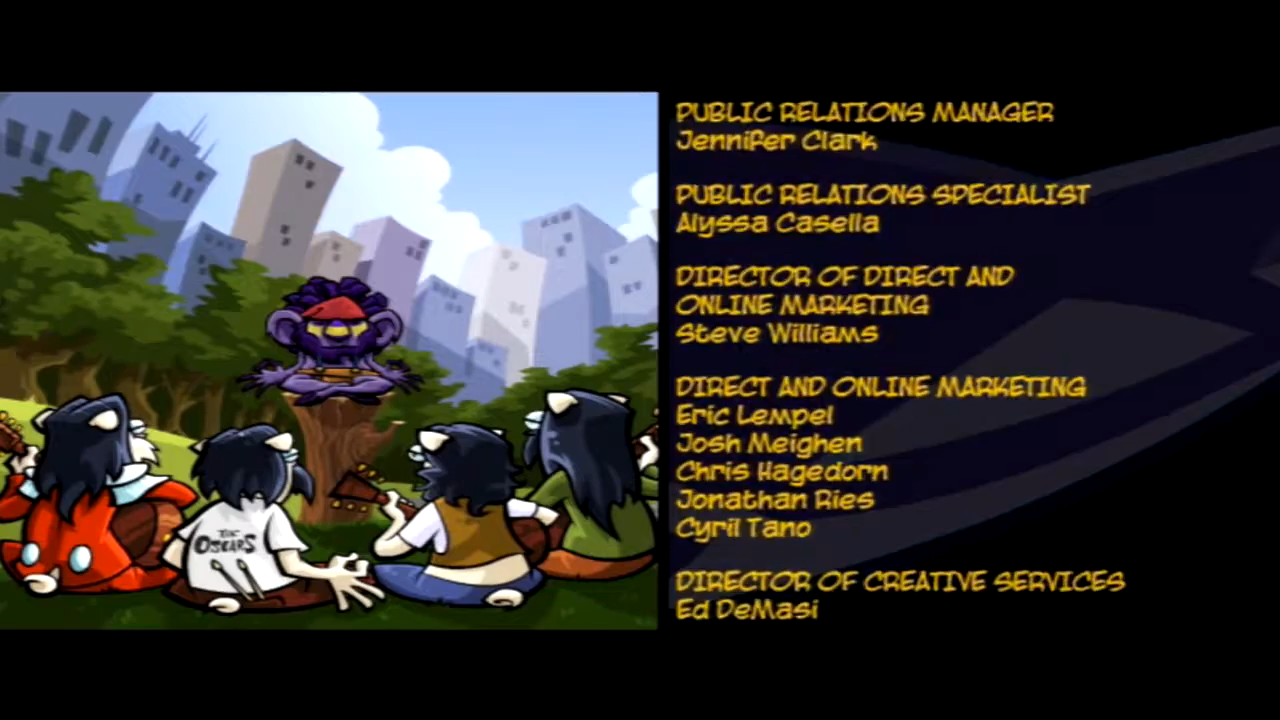 PUBLIC RELATIONS MANAGER
Jennifer Clark
PUBLIC RELATIONS SPECIALIST
Alyssa Casella
DIRECTOR OF DIRECT AND
ONLINE MARKETING
Steve Williams
DIRECT AND ONLINE MARKETING
Eric Lempel
Josh Meighen
Chris Hagedorn
Jonathan Ries
Cyril Tano
DIRECTOR OF CREATIVE SERVICES
Ed DeMasi
THE
OSCARS